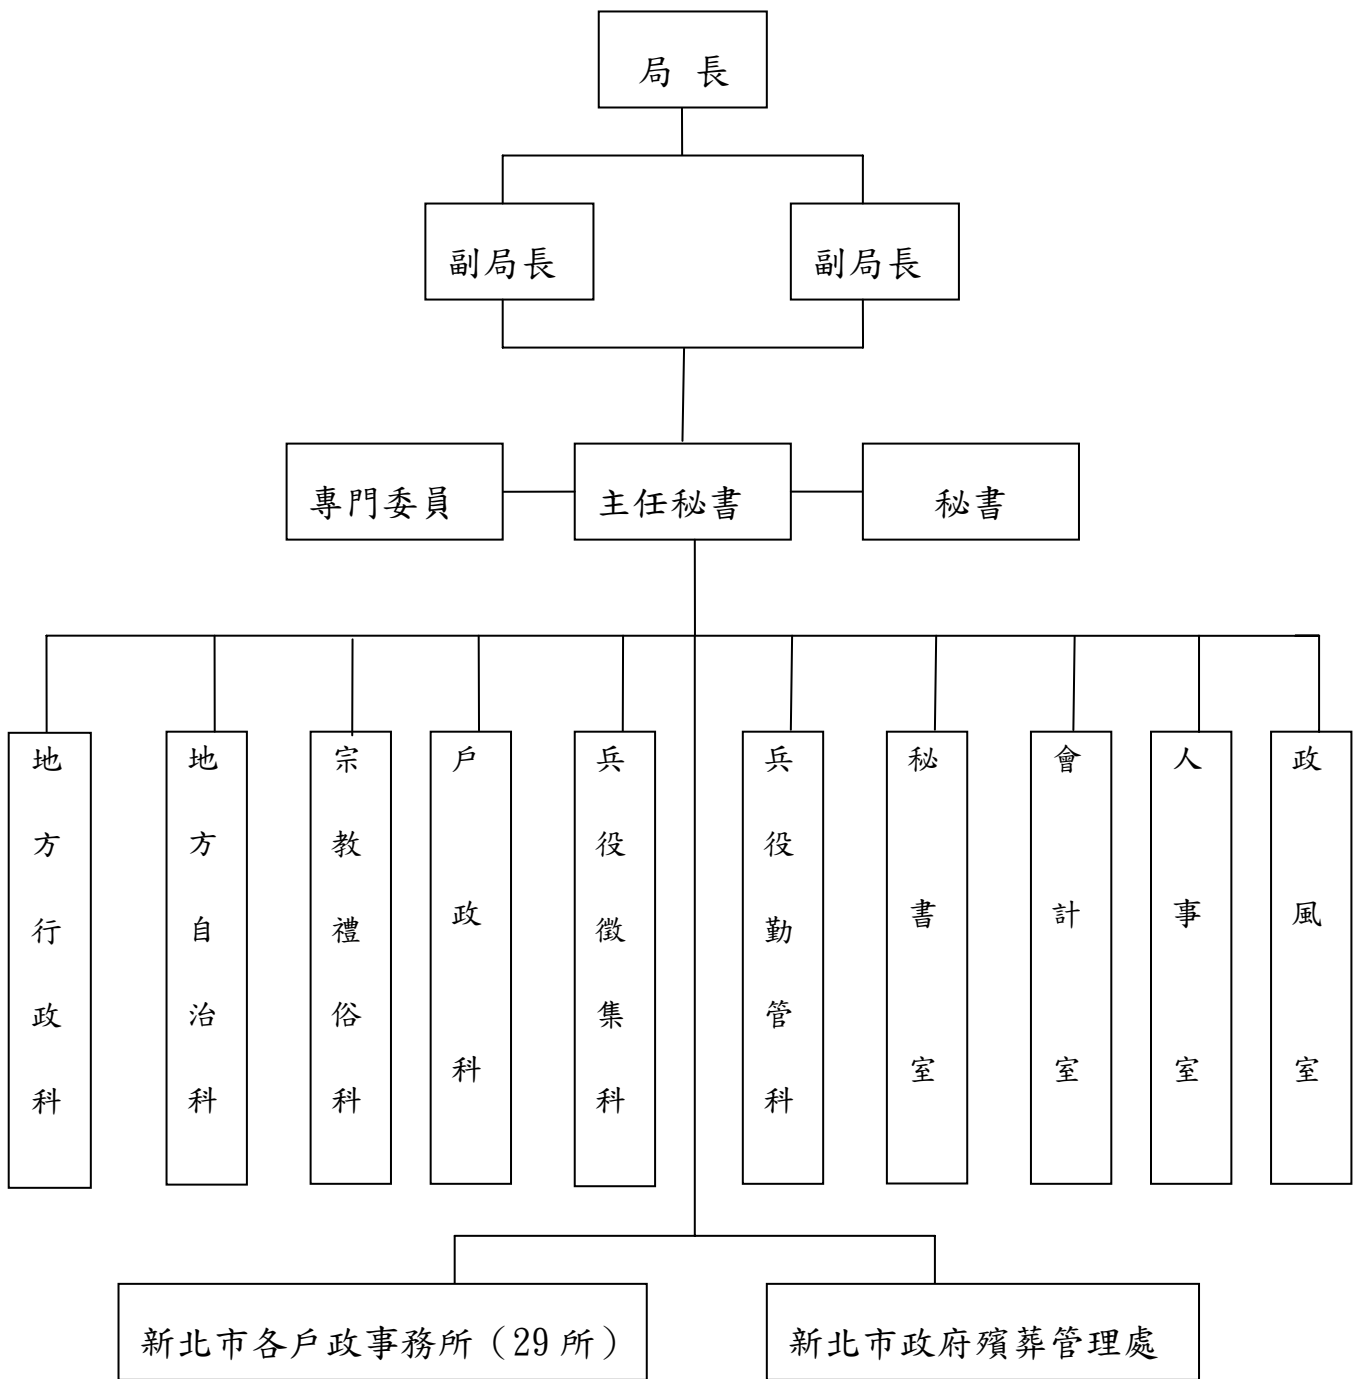 局長
副局長
副局長
專門委員
主任秘書
秘書
地方行政科
地方自治科
宗教禮俗科
戶政科
兵役徵集科
兵役勤管科
秘書室
會計室
人事室
政風室
新北市各戶政事務所（29所）
新北市政府殯葬管理處